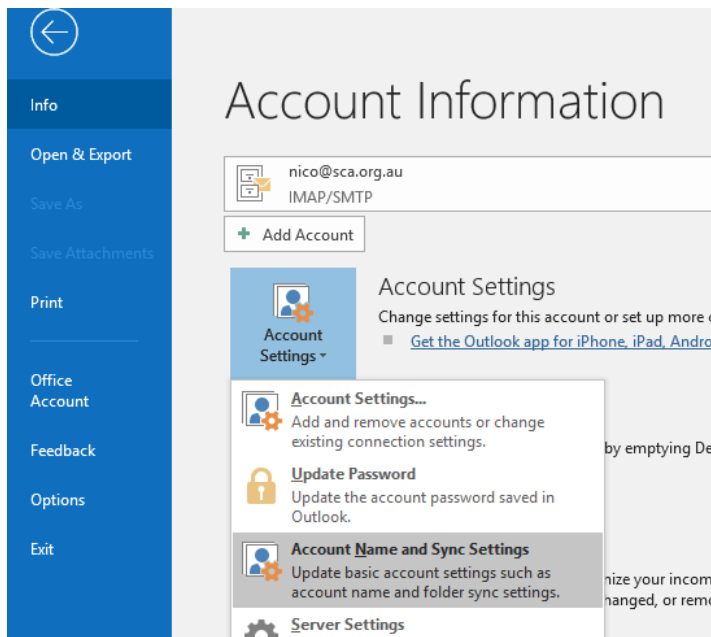 Info
Open & Export
Save As
Save Attachments
Print
Office
Account
Feedback
Options
Exit
Account Information
nico@sca.org.au
IMAP/SMTP
Add Account
Account
Settings
Account Settings
Change settings for this account or set up more
Get the Outlook app for iPhone, iPad, Andro
Account Settings...
Add and remove accounts or change
existing connection settings.
by emptying De
Update Password
Update the account password saved in
Outlook.
Account Name and Sync Settings
Update basic account settings such as
account name and folder sync settings.
nize your incom
hanged, or remo
Server Settings